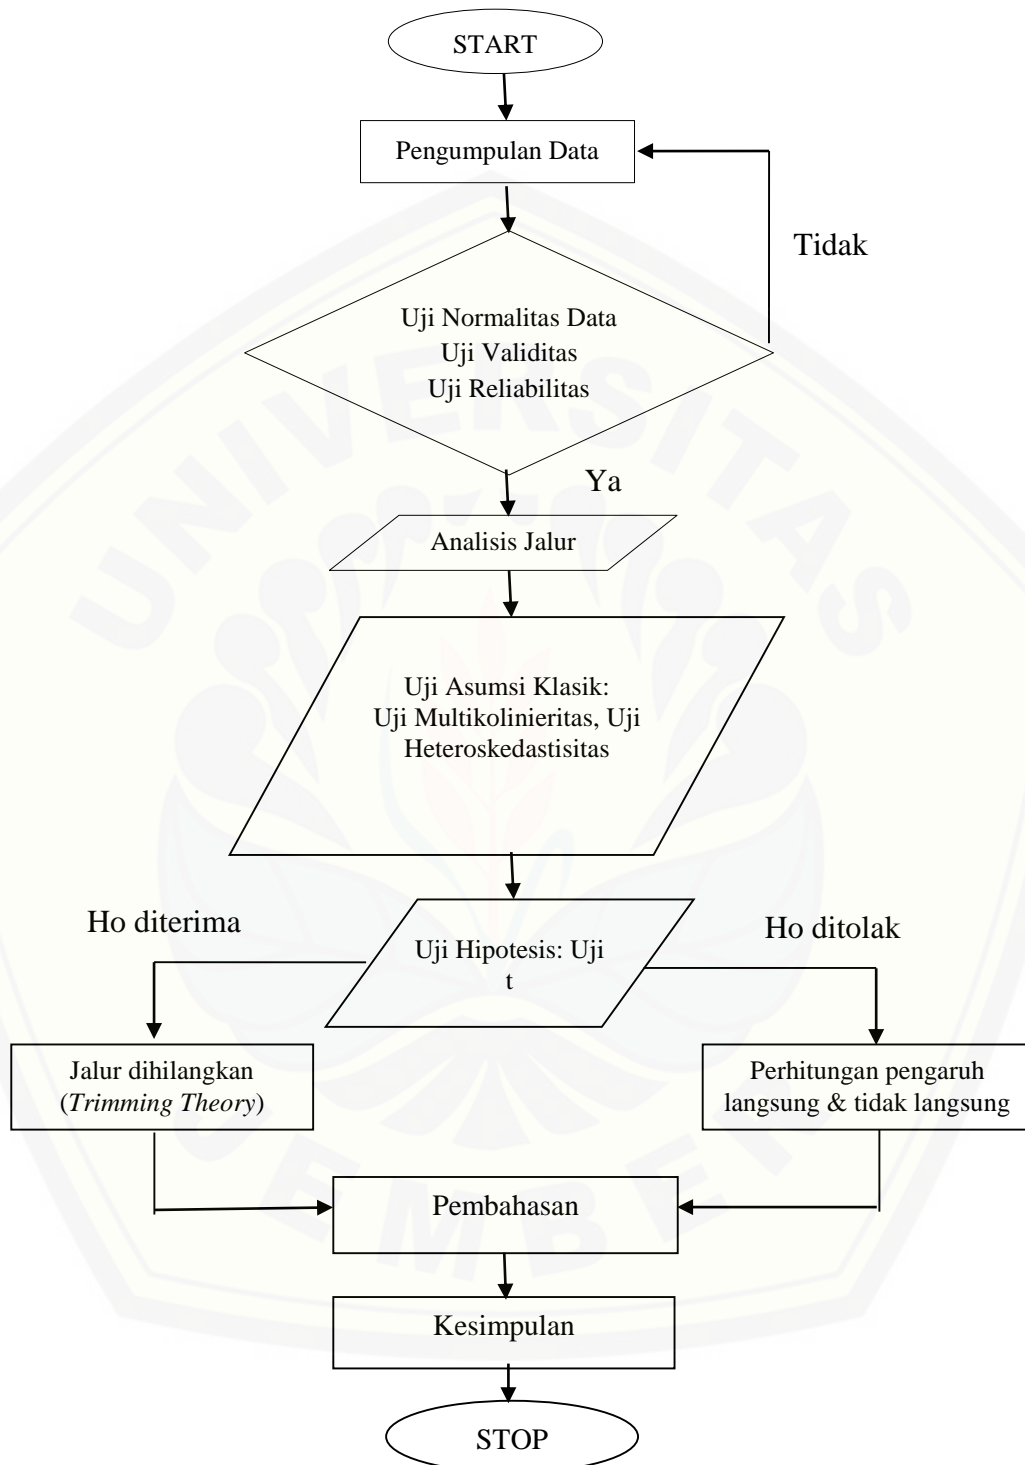 START
Pengumpulan Data
Tidak
Uji Normalitas Data
Uji Validitas
Uji Reliabilitas
Ya
Analisis Jalur
Uji Asumsi Klasik:
Uji Multikolinieritas, Uji
Heteroskedastisitas
Ho diterima
Ho ditolak
Uji Hipotesis: Uji
t
Jalur dihilangkan
(Trimming Theory)
Perhitungan pengaruh
langsung & tidak langsung
Pembahasan
Kesimpulan
STOP
UNIVERSITAS
JEMBER